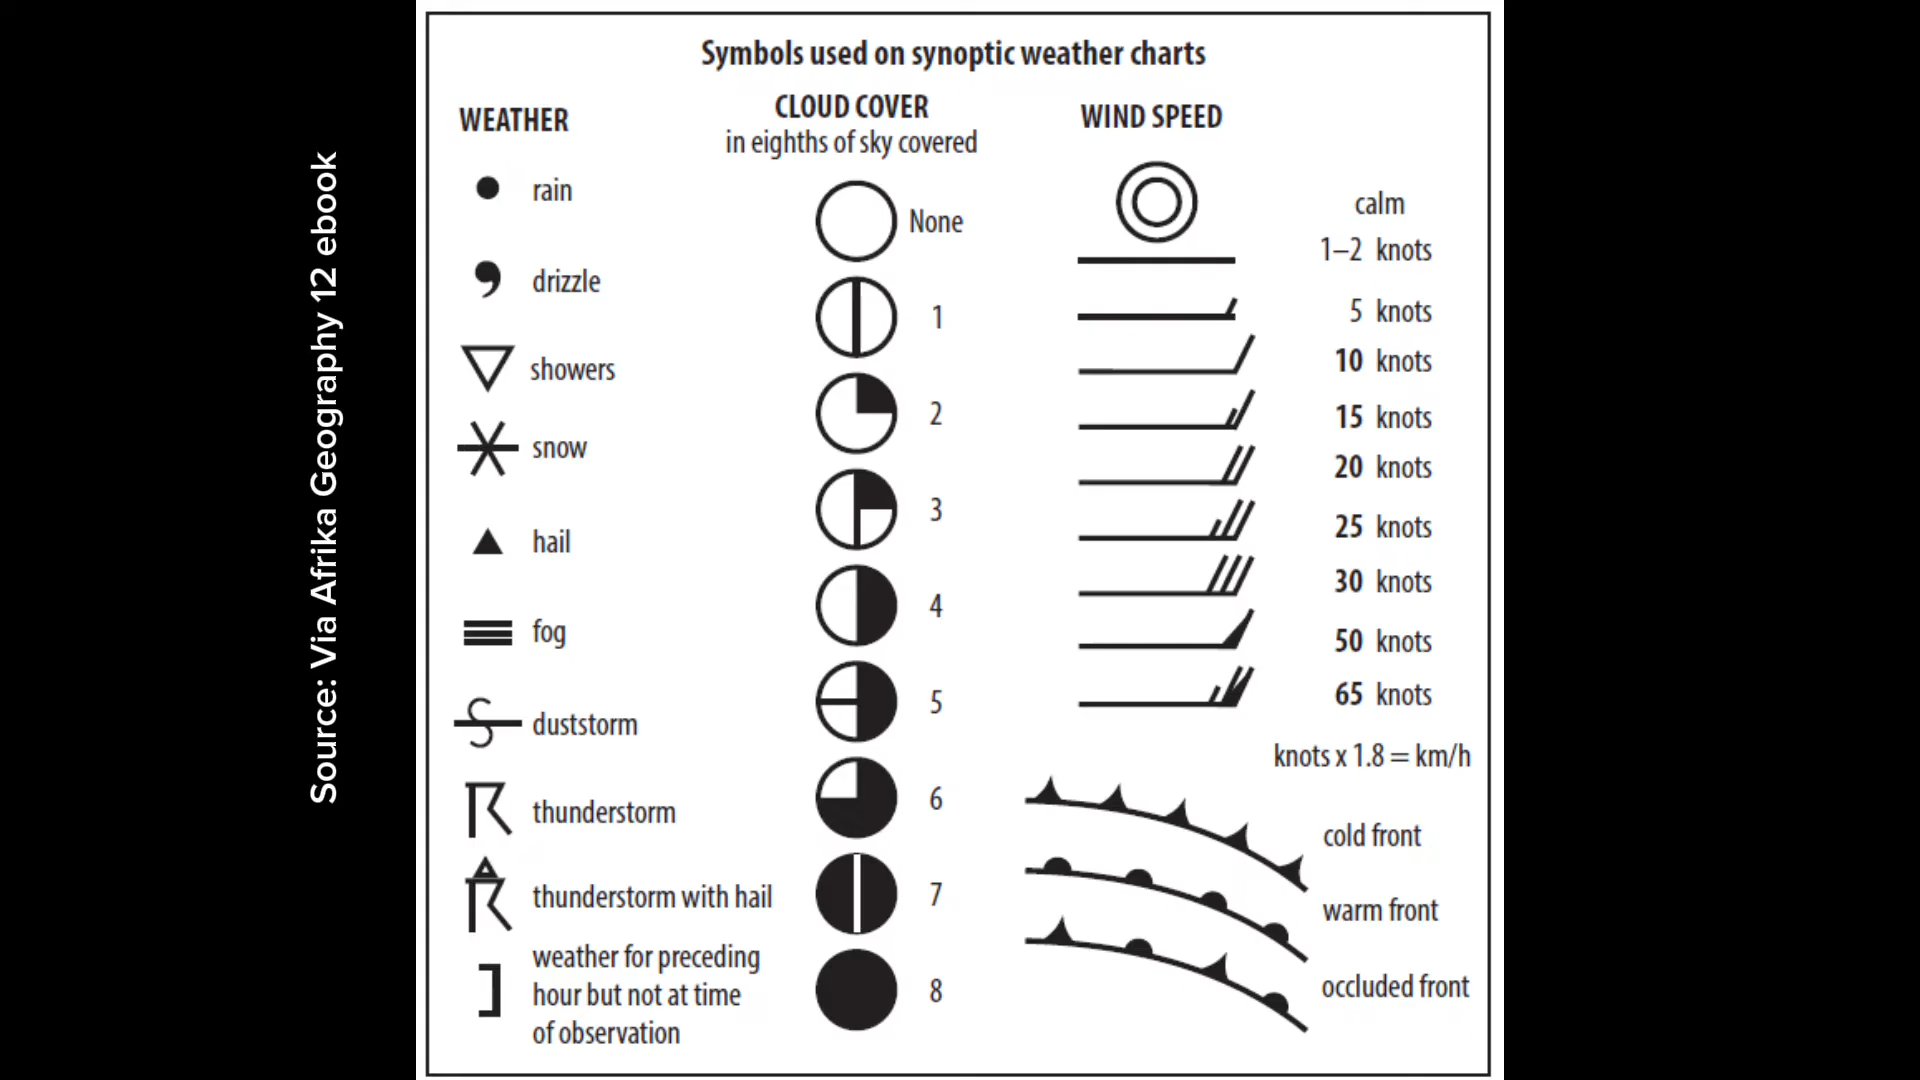 Source: Via Afrika Geography 12 ebook
Symbols used on synoptic weather charts
WEATHER
rain
drizzle
showers
snow
hail
fog
duststorm
thunderstorm
thunderstorm with hail
weather for preceding
hour but not at time
of observation
CLOUD COVER
in eighths of sky covered
None
1
2
3
4
5
6
7
8
WIND SPEED
calm
1–2 knots
5 knots
10 knots
15 knots
20 knots
25 knots
30 knots
50 knots
65 knots
knots x 1.8 = km/h
cold front
warm front
occluded front